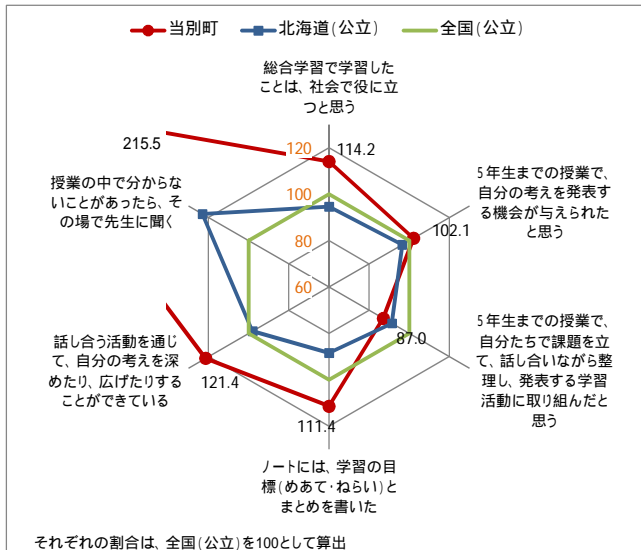 当別町 北海道(公立) 全国(公立)
総合学習で学習した
ことは、社会で役に立
つと思う
215.5
120
114.2
授業の中で分からな
いことがあったら、そ
の場で先生に聞く
100
80
60
5年生までの授業で、
自分の考えを発表す
る機会が与えられた
と思う
102.1
話し合う活動を通じ
て、自分の考えを深
めたり、広げたりする
ことができている
121.4
87.0
5年生までの授業で、
自分たちで課題を立
て、話し合いながら整
理し、発表する学習
活動に取り組んだと
思う
111.4
ノートには、学習の目
標(めあて・ねらい)と
まとめを書いた
それぞれの割合は、全国(公立)を100として算出